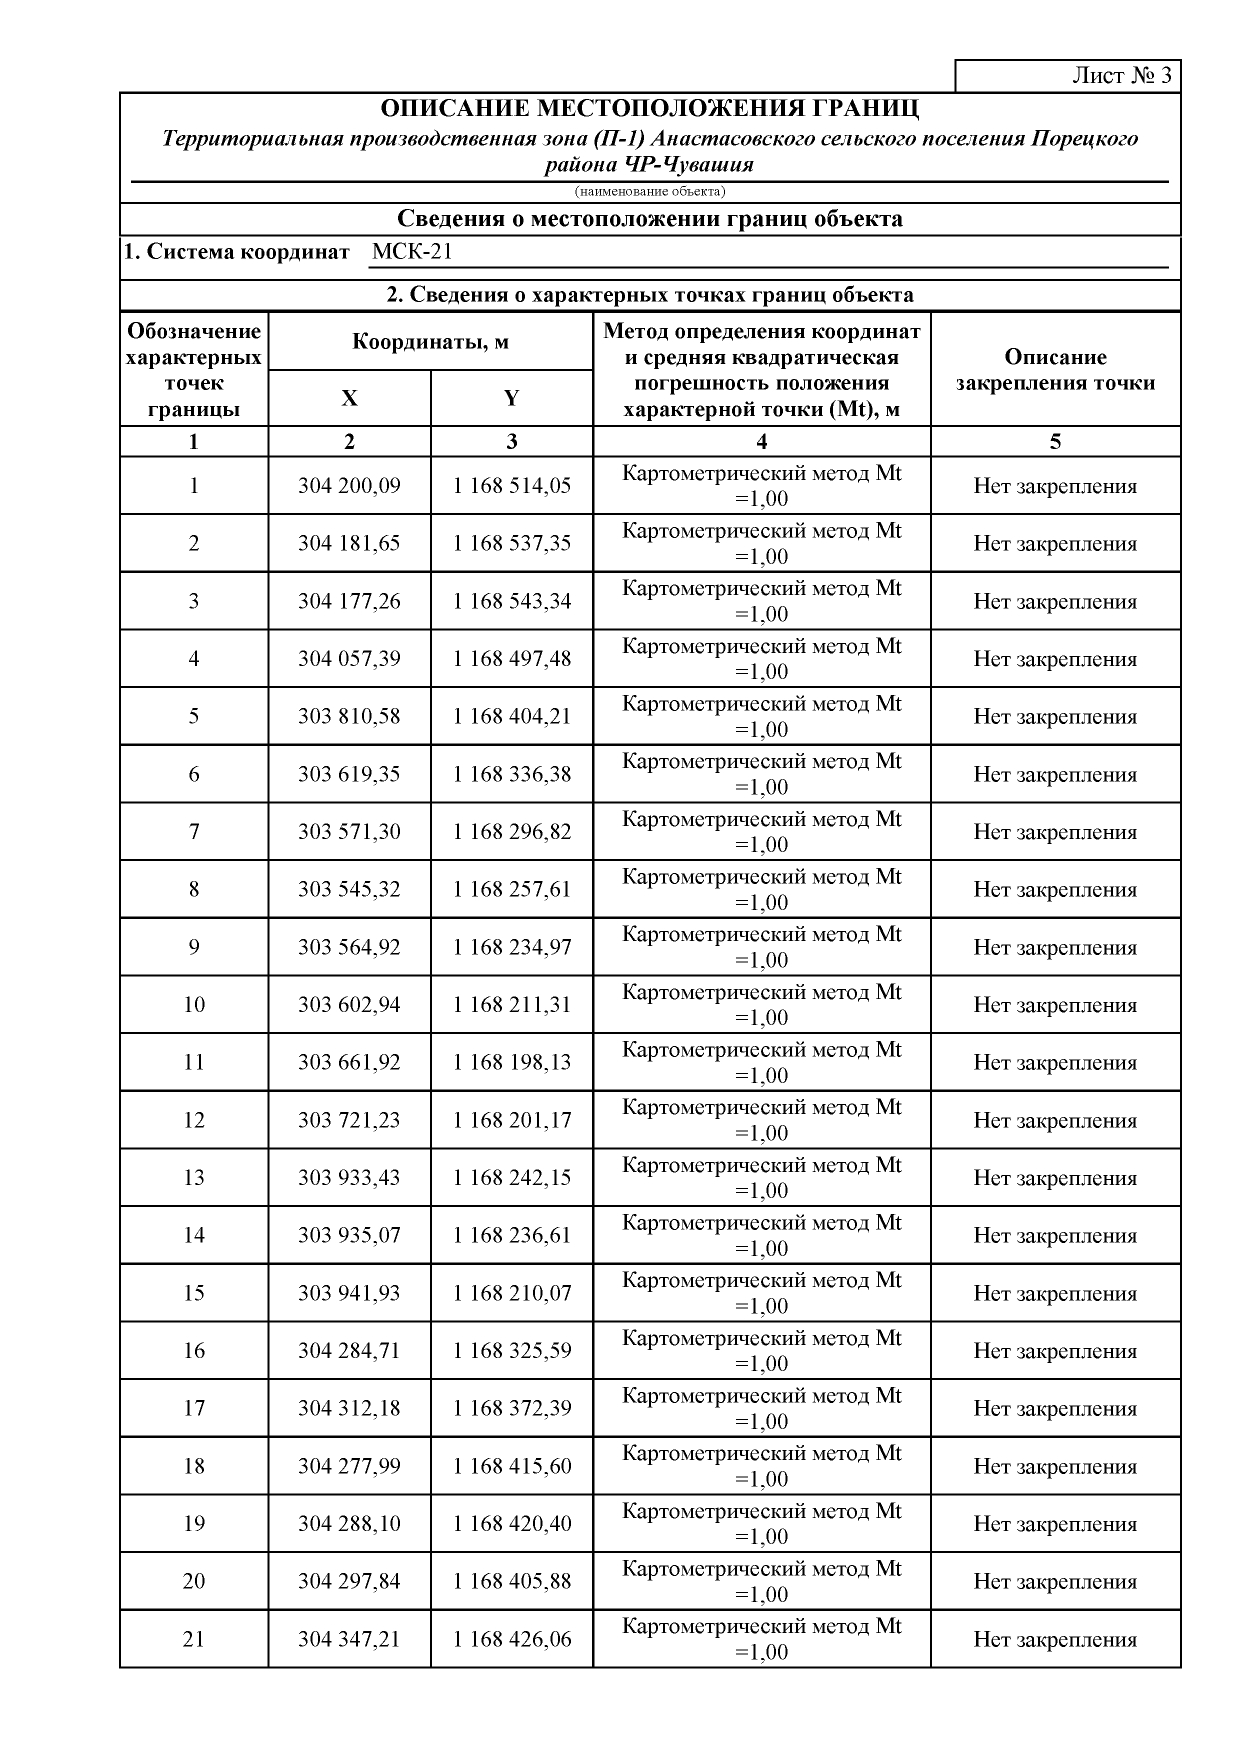 Лист № 3
ОПИСАНИЕ МЕСТОПОЛОЖЕНИЯ ГРАНИЦ
Территориальная производственная зона (П-1) Анастасовского сельского поселения Порецкого
района ЧР-Чувашия
(наименование объекта)
Сведения о местоположении границ объекта
1. Система координат МСК-21
2. Сведения о характерных точках границ объекта
Обозначение
характерных
точек
границы
Координаты, м
X
Y
Метод определения координат
и средняя квадратическая
погрешность положения
характерной точки (Mt), м
Описание
закрепления точки
1 2 3 4 5
1 304 200,09 1 168 514,05 Картометрический метод Mt
=1,00 Нет закрепления
2 304 181,65 1 168 537,35 Картометрический метод Mt
=1,00 Нет закрепления
3 304 177,26 1 168 543,34 Картометрический метод Mt
=1,00 Нет закрепления
4 304 057,39 1 168 497,48 Картометрический метод Mt
=1,00 Нет закрепления
5 303 810,58 1 168 404,21 Картометрический метод Mt
=1,00 Нет закрепления
6 303 619,35 1 168 336,38 Картометрический метод Mt
=1,00 Нет закрепления
7 303 571,30 1 168 296,82 Картометрический метод Mt
=1,00 Нет закрепления
8 303 545,32 1 168 257,61 Картометрический метод Mt
=1,00 Нет закрепления
9 303 564,92 1 168 234,97 Картометрический метод Mt
=1,00 Нет закрепления
10 303 602,94 1 168 211,31 Картометрический метод Mt
=1,00 Нет закрепления
11 303 661,92 1 168 198,13 Картометрический метод Mt
=1,00 Нет закрепления
12 303 721,23 1 168 201,17 Картометрический метод Mt
=1,00 Нет закрепления
13 303 933,43 1 168 242,15 Картометрический метод Mt
=1,00 Нет закрепления
14 303 935,07 1 168 236,61 Картометрический метод Mt
=1,00 Нет закрепления
15 303 941,93 1 168 210,07 Картометрический метод Mt
=1,00 Нет закрепления
16 304 284,71 1 168 325,59 Картометрический метод Mt
=1,00 Нет закрепления
17 304 312,18 1 168 372,39 Картометрический метод Mt
=1,00 Нет закрепления
18 304 277,99 1 168 415,60 Картометрический метод Mt
=1,00 Нет закрепления
19 304 288,10 1 168 420,40 Картометрический метод Mt
=1,00 Нет закрепления
20 304 297,84 1 168 405,88 Картометрический метод Mt
=1,00 Нет закрепления
21 304 347,21 1 168 426,06 Картометрический метод Mt
=1,00 Нет закрепления